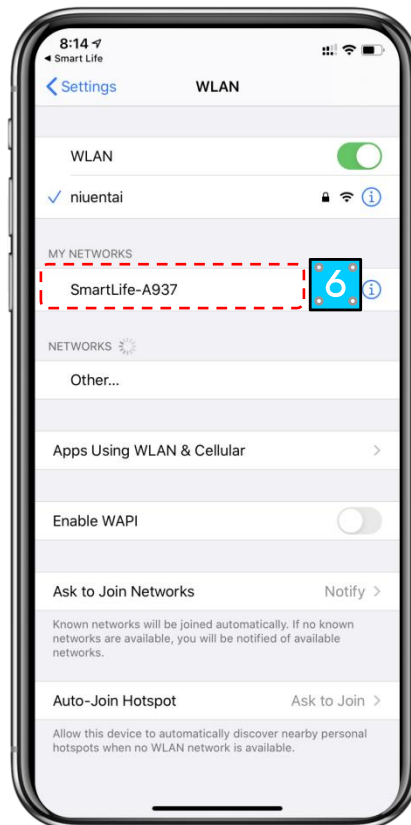 8:14
◀ Smart Life
Settings
WLAN
WLAN
niuentai
MY NETWORKS
SmartLife-A937
6
NETWORKS
Other...
Apps Using WLAN & Cellular
Enable WAPI
Ask to Join Networks
Notify
Known networks will be joined automatically. If no known
networks are available, you will be notified of available
networks.
Auto-Join Hotspot
Ask to Join
Allow this device to automatically discover nearby personal
hotspots when no WLAN network is available.